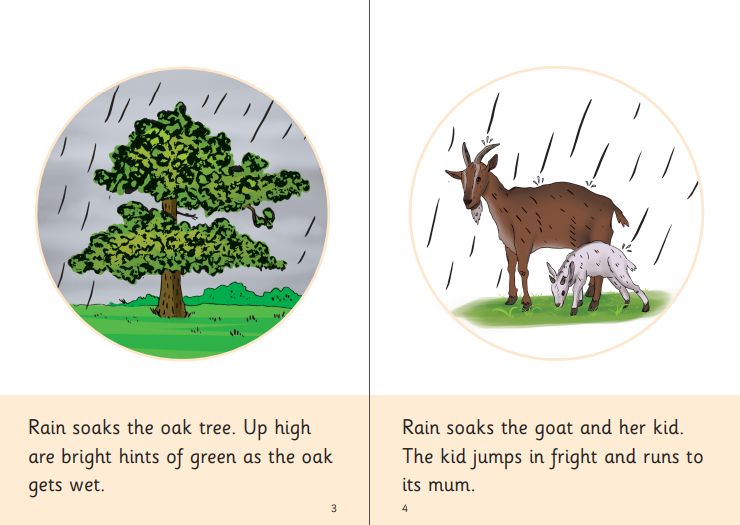 Rain soaks the oak tree. Up high
are bright hints of green as the oak
gets wet.
3
Rain soaks the goat and her kid.
The kid jumps in fright and runs to
its mum.
4